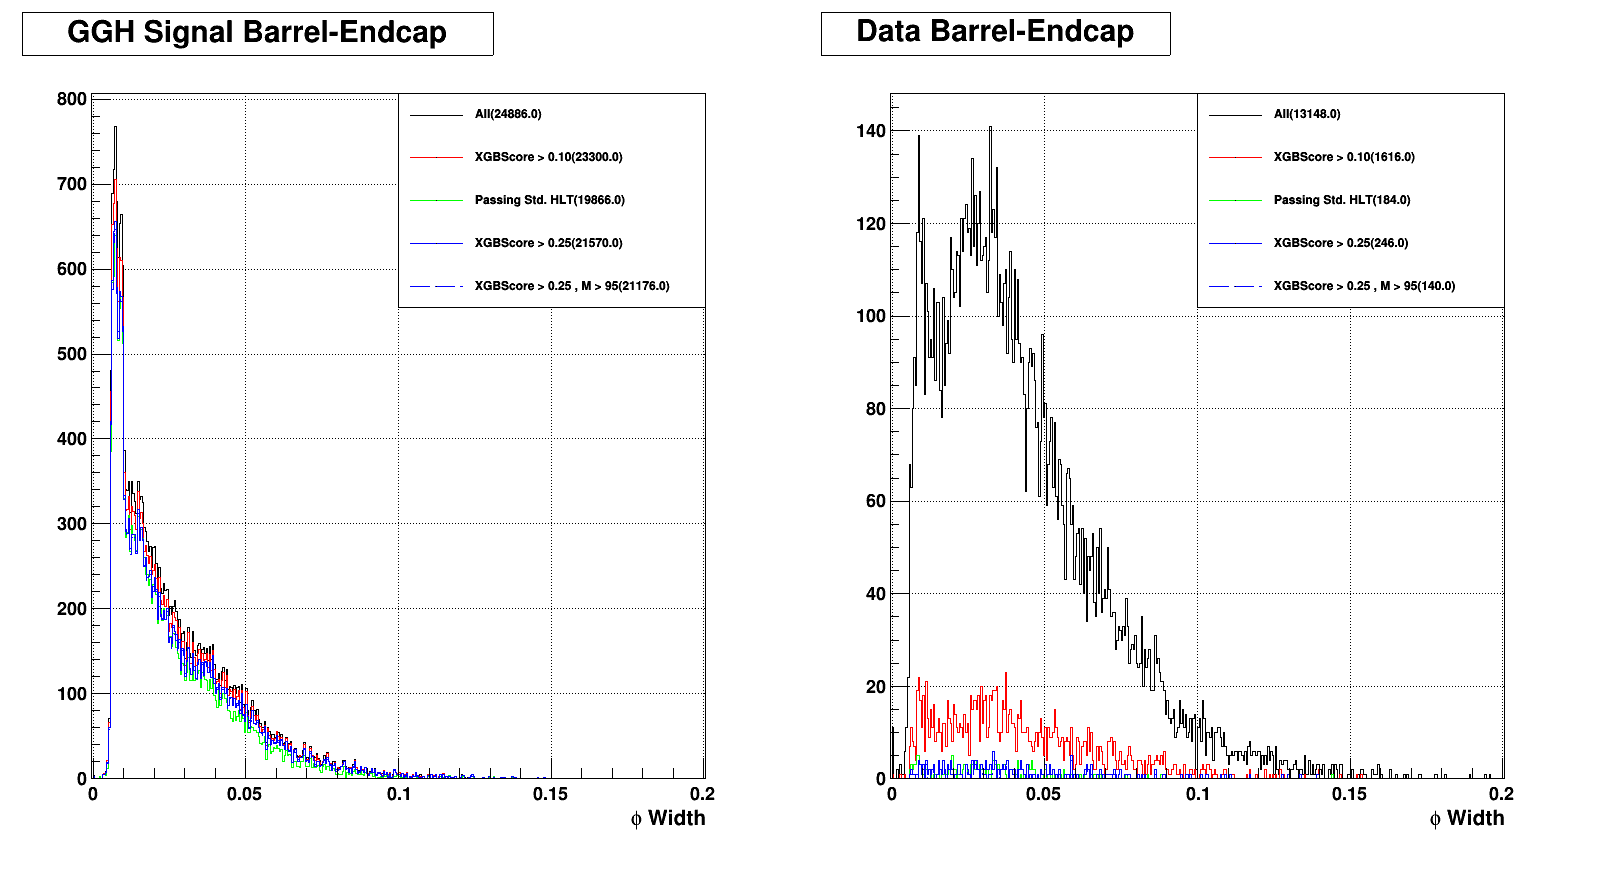 GGH Signal Barrel-Endcap
800
700
600
500
400
300
200
100
0
0
0.05
0.1
0.15
0.2
ϕ Width
All(24886.0)
XGBScore > 0.10(23300.0)
Passing Std. HLT(19866.0)
XGBScore > 0.25(21570.0)
XGBScore > 0.25 , M > 95(21176.0)
Data Barrel-Endcap
140
120
100
80
60
40
20
0
0
0.05
0.1
0.15
0.2
ϕ Width
All(13148.0)
XGBScore > 0.10(1616.0)
Passing Std. HLT(184.0)
XGBScore > 0.25(246.0)
XGBScore > 0.25 , M > 95(140.0)